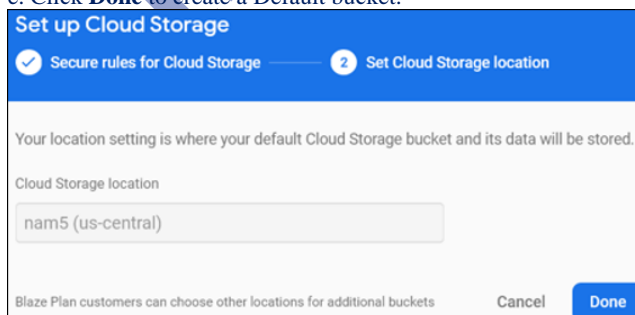 c. Click Done to create a Default bucket.
Set up Cloud Storage
Secure rules for Cloud Storage
2 Set Cloud Storage location
Your location setting is where your default Cloud Storage bucket and its data will be stored.
Cloud Storage location
nam5 (us-central)
Blaze Plan customers can choose other locations for additional buckets
Cancel
Done